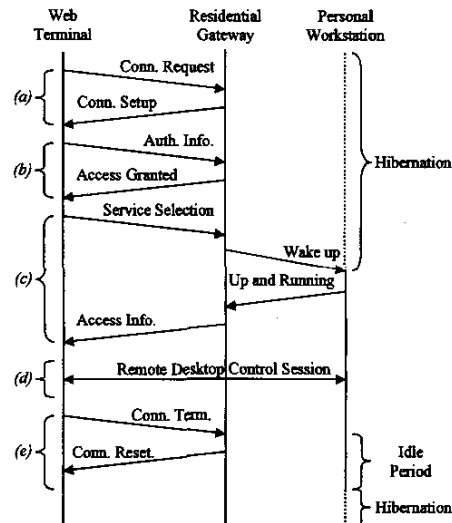 Web Terminal
Residential Gateway
Personal Workstation
Conn. Request
(a)
Conn. Setup
Auth. Info.
(b)
Access Granted
Hibernation
Service Selection
Wake up
(c)
Up and Running
Access Info.
Remote Desktop Control Session
(d)
Conn. Term.
(e)
Conn. Reset.
Idle Period
Hibernation